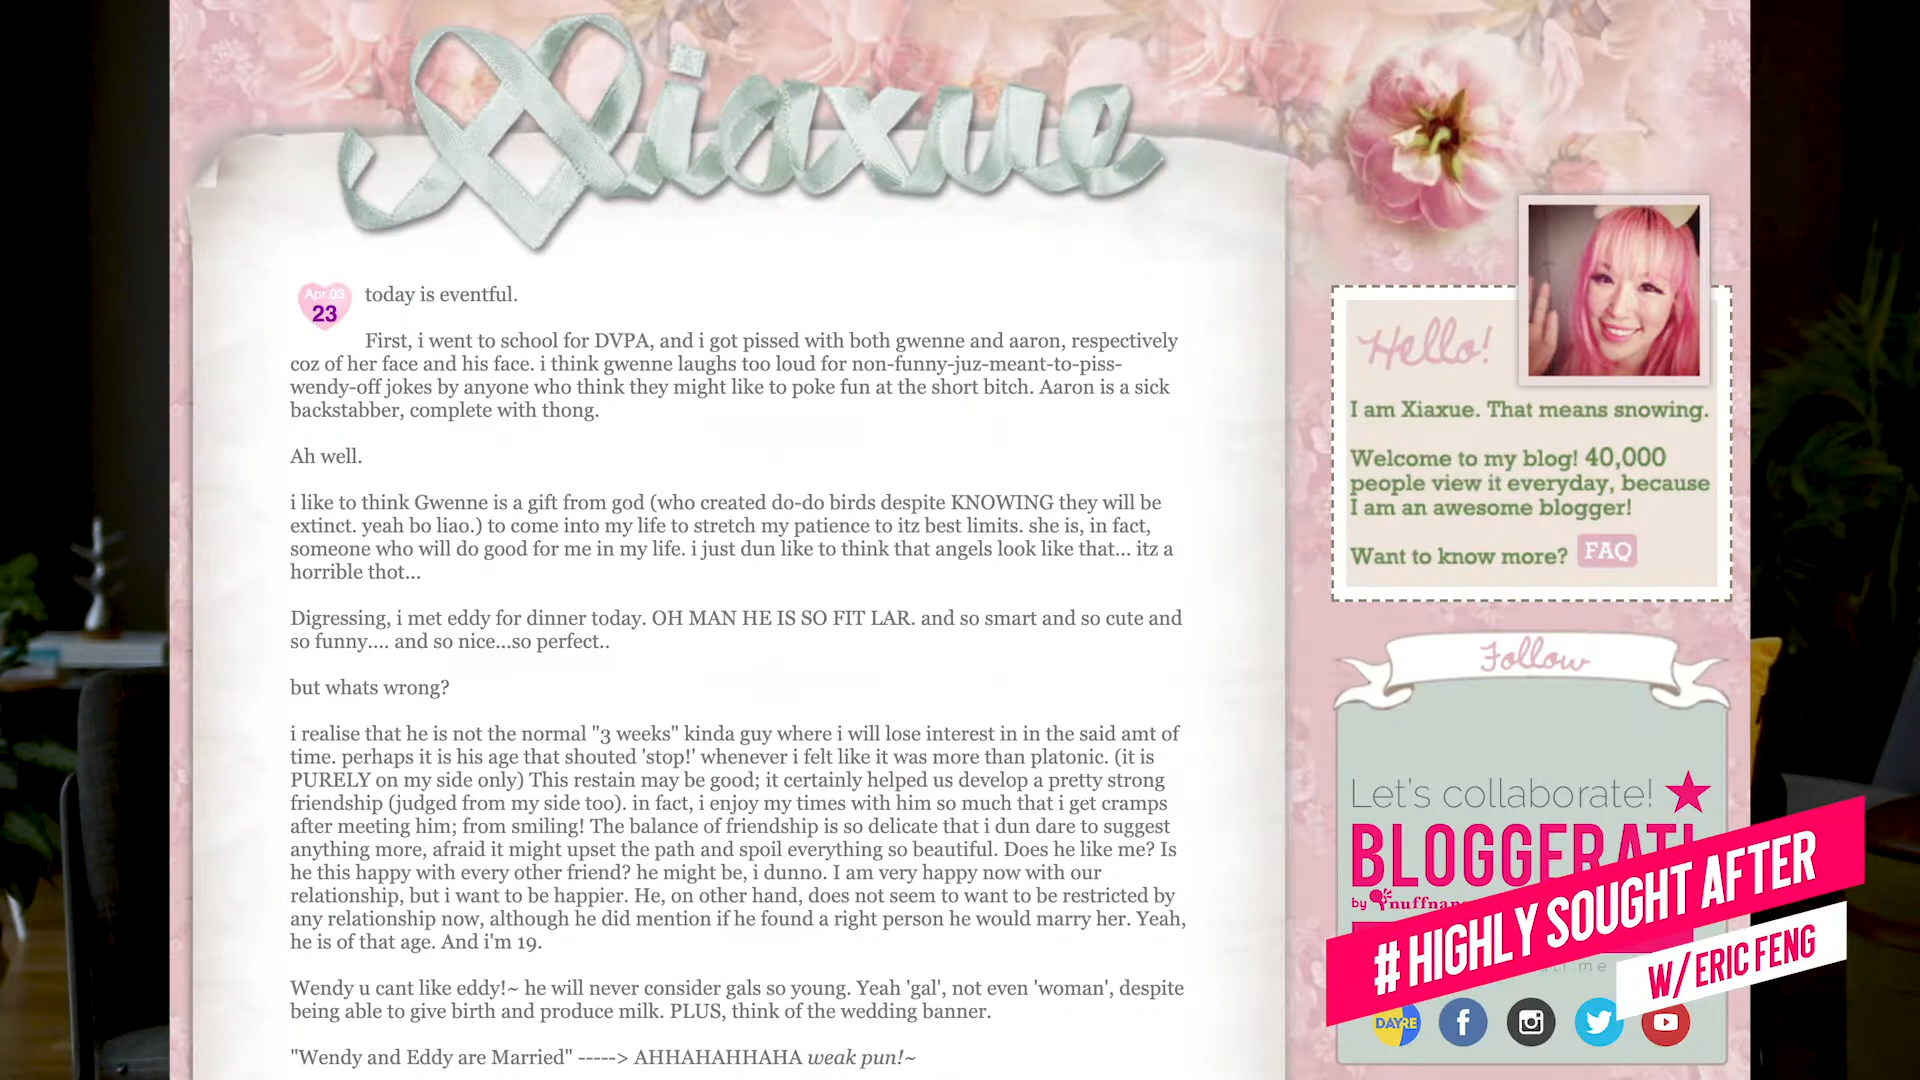 Xiaxue
Apr 03
23
today is eventful.
First, i went to school for DVPA, and i got pissed with both gwenne and aaron, respectively
coz of her face and his face. i think gwenne laughs too loud for non-funny-juz-meant-to-piss-
wendy-off jokes by anyone who think they might like to poke fun at the short bitch. Aaron is a sick
backstabber, complete with thong.
Ah well.
i like to think Gwenne is a gift from god (who created do-do birds despite KNOWING they will be
extinct. yeah bo liao.) to come into my life to stretch my patience to itz best limits. she is, in fact,
someone who will do good for me in my life. i just dun like to think that angels look like that... itz a
horrible thot...
Digressing, i met eddy for dinner today. OH MAN HE IS SO FIT LAR. and so smart and so cute and
so funny.... and so nice...so perfect..
but whats wrong?
i realise that he is not the normal "3 weeks" kinda guy where i will lose interest in in the said amt of
time. perhaps it is his age that shouted 'stop!' whenever i felt like it was more than platonic. (it is
PURELY on my side only) This restain may be good; it certainly helped us develop a pretty strong
friendship (judged from my side too). in fact, i enjoy my times with him so much that i get cramps
after meeting him; from smiling! The balance of friendship is so delicate that i dun dare to suggest
anything more, afraid it might upset the path and spoil everything so beautiful. Does he like me? Is
he this happy with every other friend? he might be, i dunno. I am very happy now with our
relationship, but i want to be happier. He, on other hand, does not seem to want to be restricted by
any relationship now, although he did mention if he found a right person he would marry her. Yeah,
he is of that age. And i'm 19.
Wendy u cant like eddy!~ he will never consider gals so young. Yeah 'gal', not even 'woman', despite
being able to give birth and produce milk. PLUS, think of the wedding banner.
"Wendy and Eddy are Married" -----> AHHAHAHHAHA weak pun!~
Hello!
I am Xiaxue. That means snowing.
Welcome to my blog! 40,000
people view it everyday, because
I am an awesome blogger!
Want to know more? FAQ
Follow
Let's collaborate!
BLOGGERATI
by nuffnang
# HIGHLY SOUGHT AFTER
W/ ERIC FENG
DAYRE